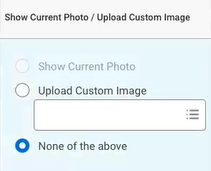 Show Current Photo / Upload Custom Image
Show Current Photo
Upload Custom Image
None of the above